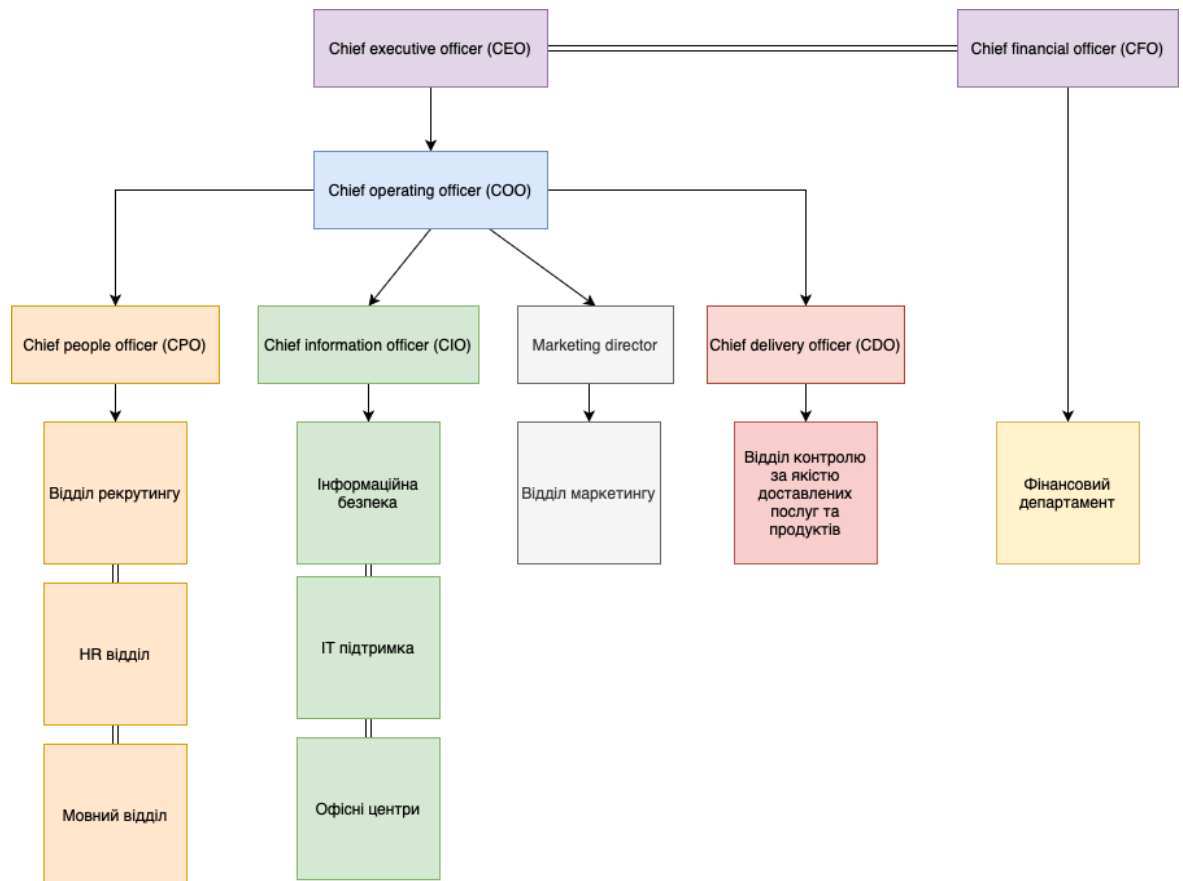 Chief executive officer (CEO)
Chief financial officer (CFO)
Chief operating officer (COO)
Chief people officer (CPO)
Chief information officer (CIO)
Marketing director
Chief delivery officer (CDO)
Відділ рекрутингу
Інформаційна
безпека
Відділ маркетингу
Відділ контролю
за якістю
доставлених
послуг та
продуктів
Фінансовий
департамент
HR відділ
IT підтримка
Мовний відділ
Офісні центри